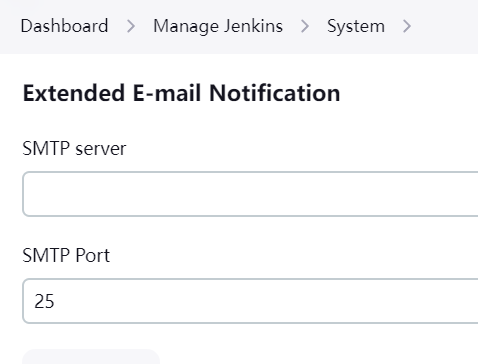 Dashboard > Manage Jenkins > System >
Extended E-mail Notification
SMTP server
SMTP Port
25